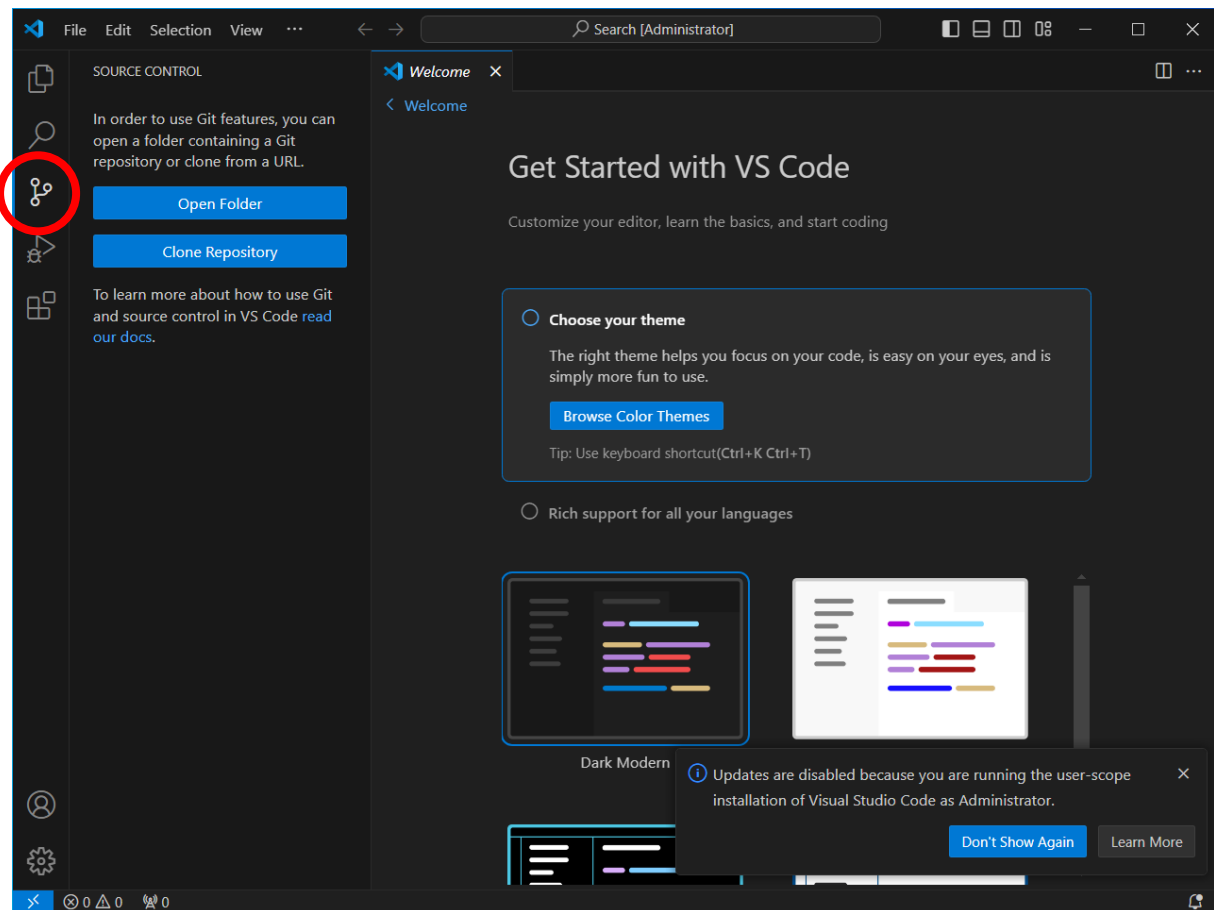 File Edit Selection View ···
Search [Administrator]
SOURCE CONTROL
In order to use Git features, you can
open a folder containing a Git
repository or clone from a URL.
Open Folder
Clone Repository
To learn more about how to use Git
and source control in VS Code read
our docs.
Welcome
Welcome
Get Started with VS Code
Customize your editor, learn the basics, and start coding
Choose your theme
The right theme helps you focus on your code, is easy on your eyes, and is
simply more fun to use.
Browse Color Themes
Tip: Use keyboard shortcut(Ctrl+K Ctrl+T)
Rich support for all your languages
Dark Modern
Updates are disabled because you are running the user-scope
installation of Visual Studio Code as Administrator.
Don't Show Again
Learn More
0 0 0